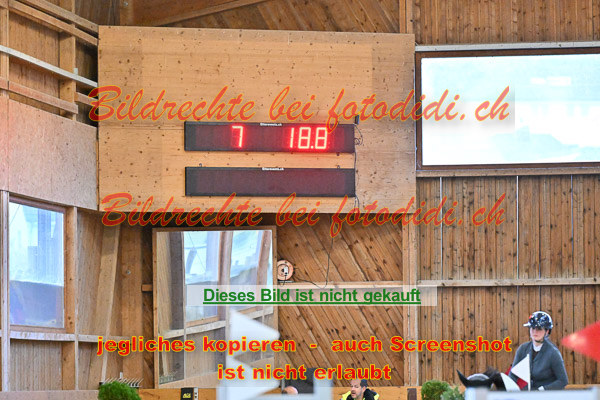 Bildrechte bei fotodidi.ch
7 18.8
Bildrechte bei fotodidi.ch
Dieses Bild ist nicht gekauft
jegliches kopieren - auch Screenshot
ist nicht erlaubt